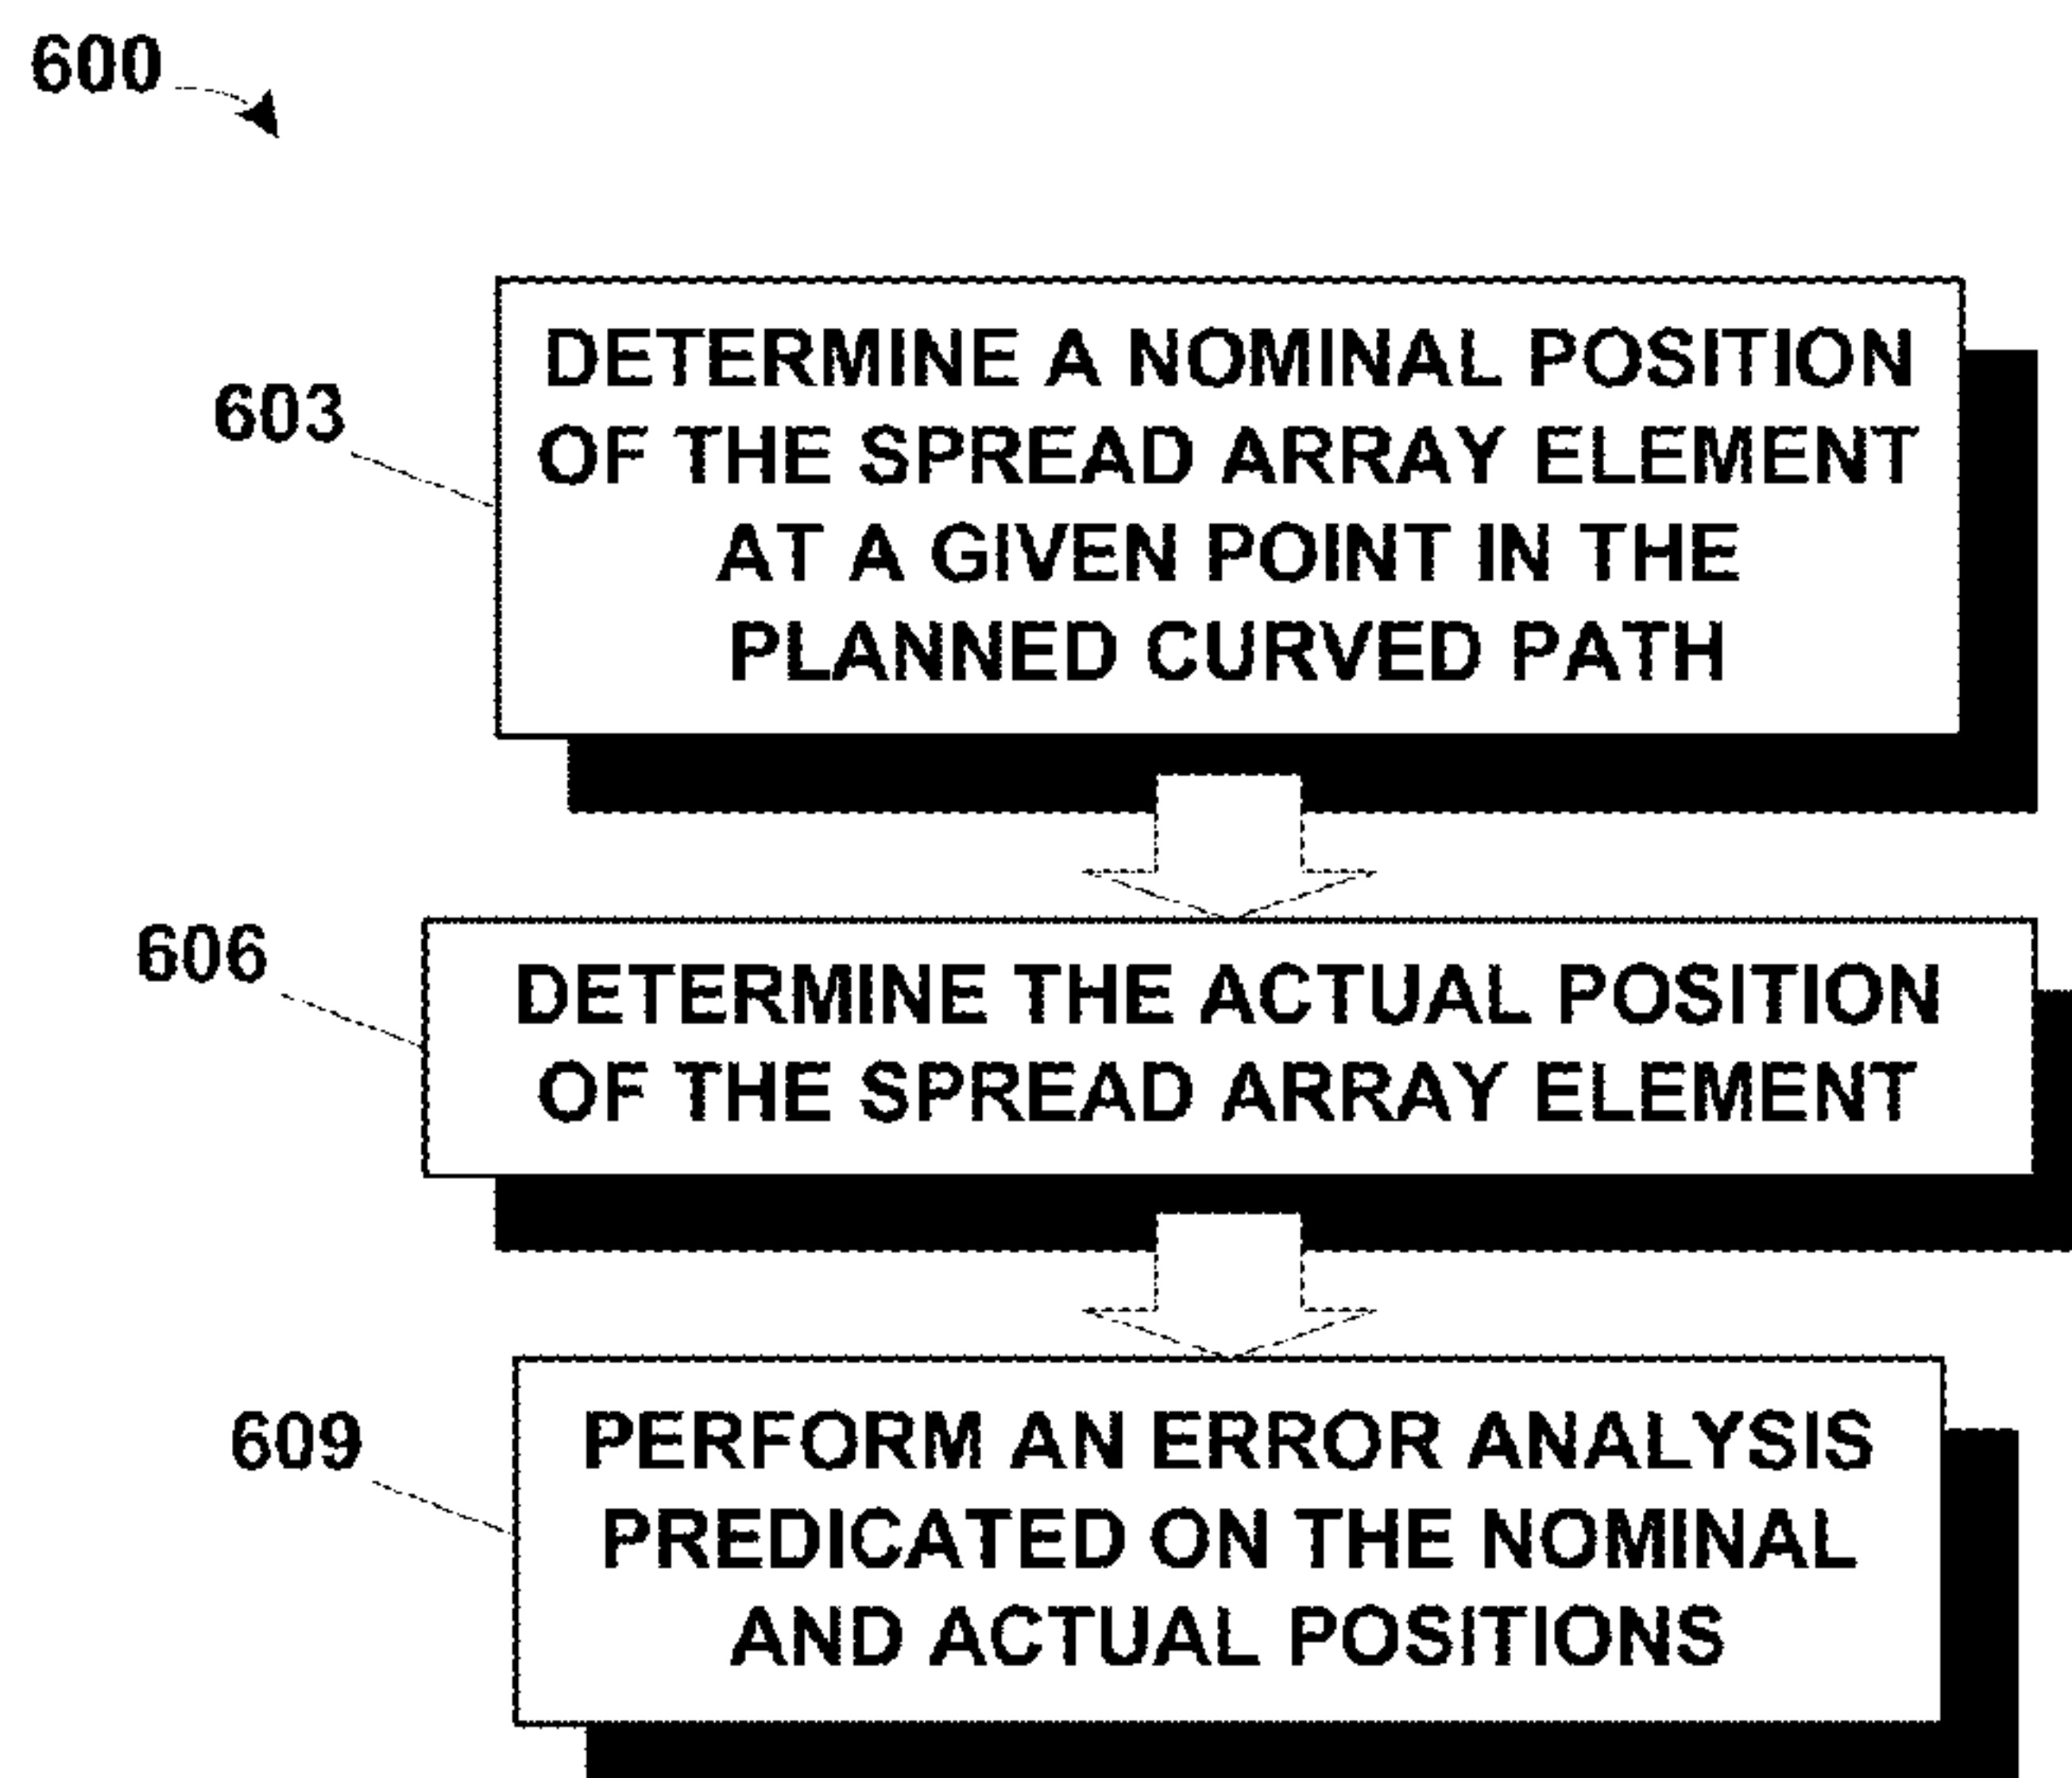 600
603
DETERMINE A NOMINAL POSITION
OF THE SPREAD ARRAY ELEMENT
AT A GIVEN POINT IN THE
PLANNED CURVED PATH
606
DETERMINE THE ACTUAL POSITION
OF THE SPREAD ARRAY ELEMENT
609
PERFORM AN ERROR ANALYSIS
PREDICATED ON THE NOMINAL
AND ACTUAL POSITIONS